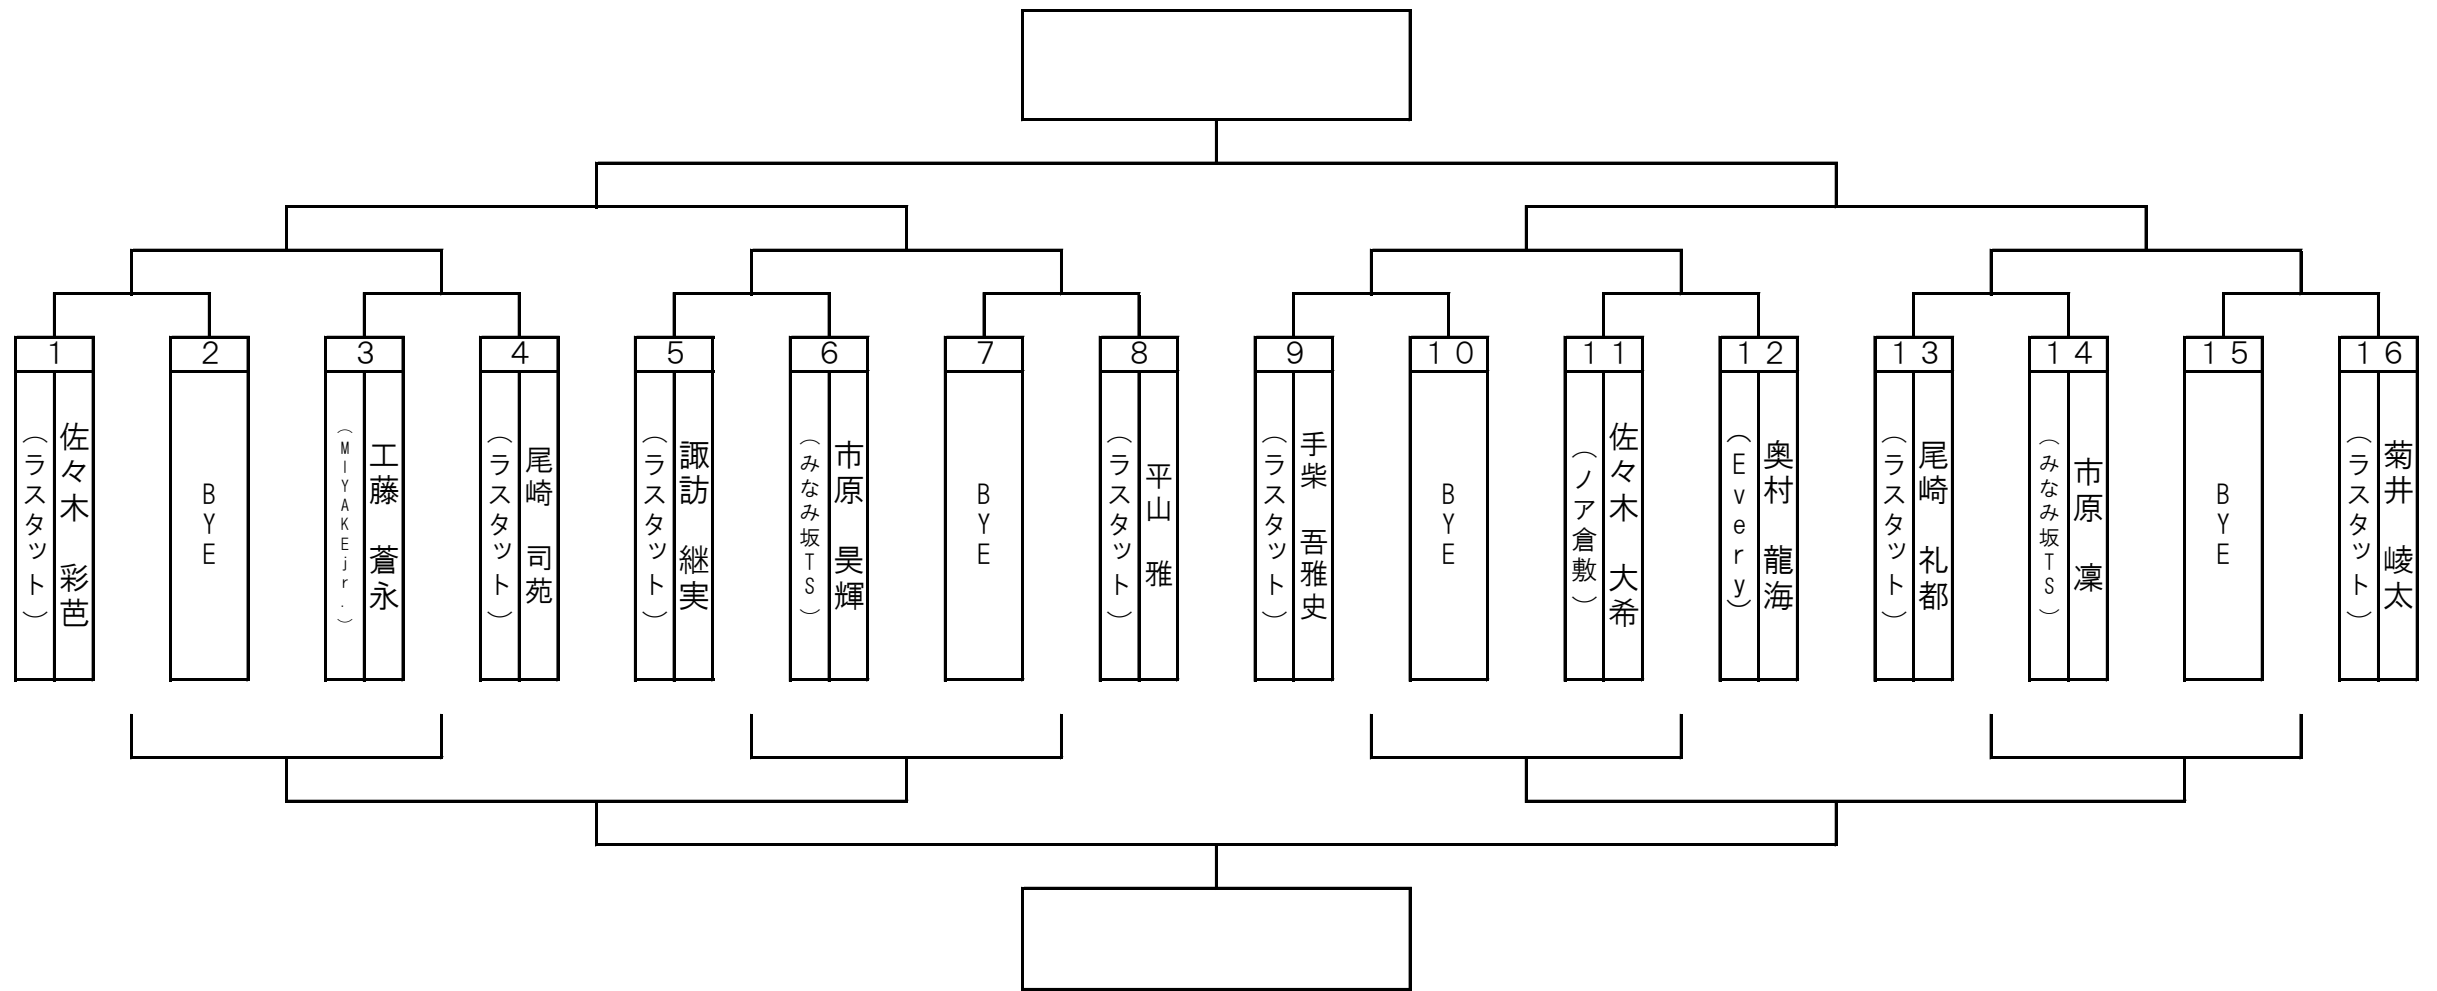 1
佐々木 彩芭
(ラスタット)
2
BYE
3
工藤 蒼永
(MIYAKEjr.)
4
尾崎 司苑
(ラスタット)
5
諏訪 継実
(ラスタット)
6
市原 昊輝
(みなみ坂TS)
7
BYE
8
平山 雅
(ラスタット)
9
手柴 吾雅史
(ラスタット)
10
BYE
11
佐々木 大希
(ノア倉敷)
12
奥村 龍海
(Every)
13
尾崎 礼都
(ラスタット)
14
市原 凜
(みなみ坂TS)
15
BYE
16
菊井 崚太
(ラスタット)